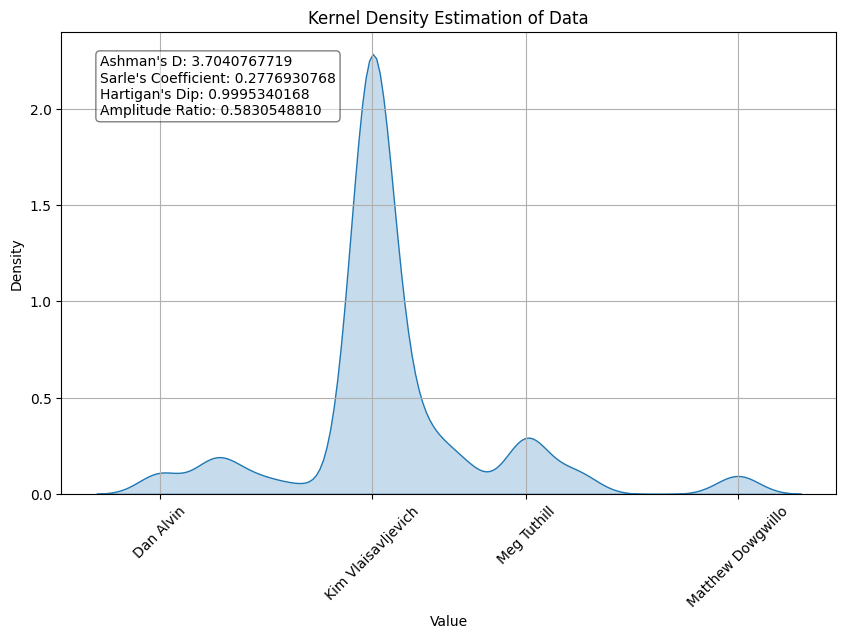 Kernel Density Estimation of Data
Ashman's D: 3.7040767719
Sarle's Coefficient: 0.2776930768
Hartigan's Dip: 0.9995340168
Amplitude Ratio: 0.5830548810
Density
2.0
1.5
1.0
0.5
0.0
Dan Alvin
Kim Vlaisavljevich
Meg Tuthill
Matthew Dowgwillo
Value